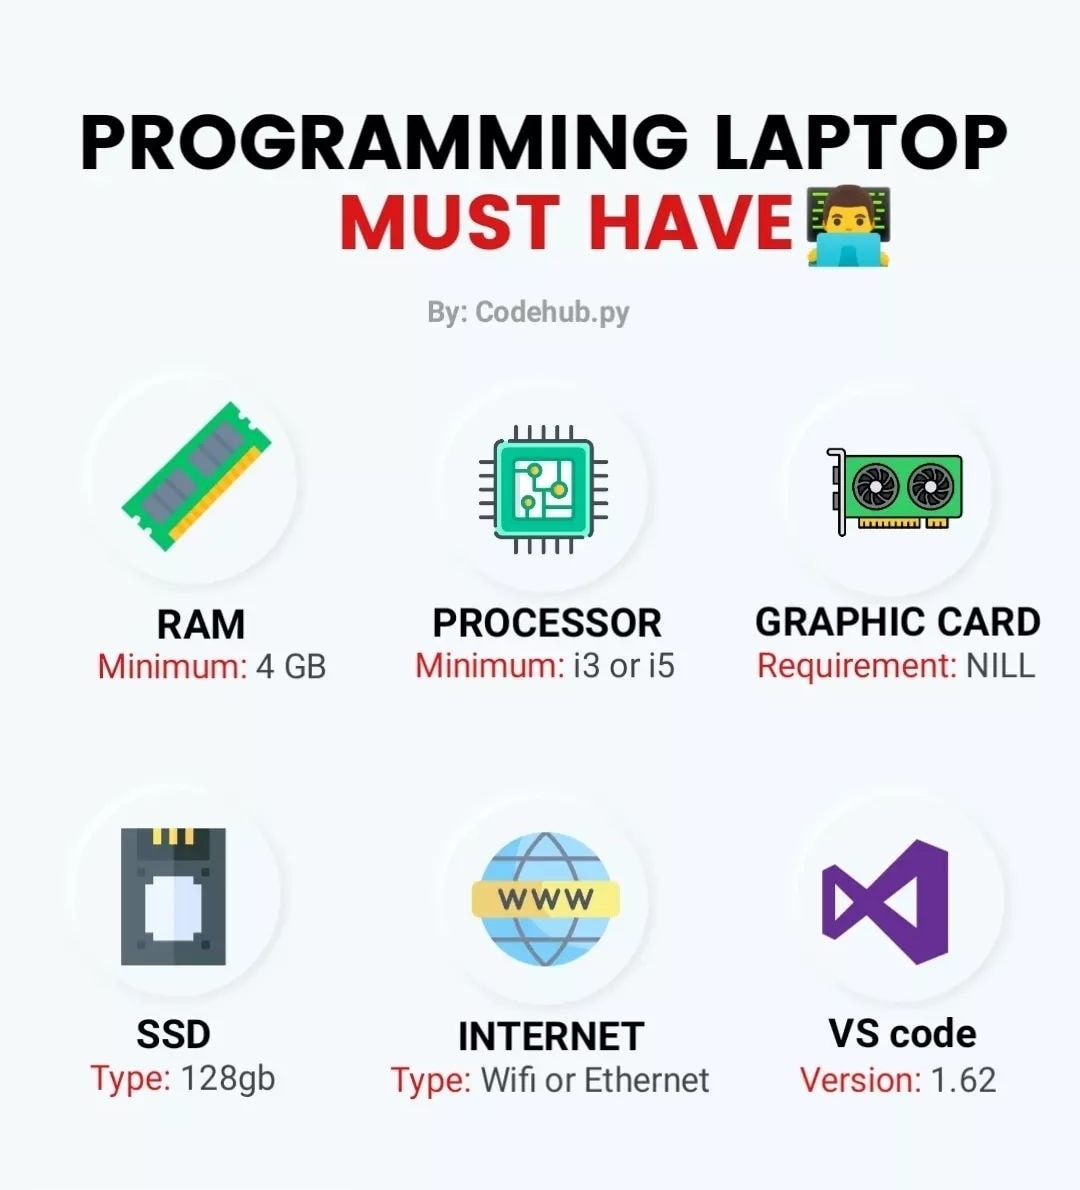 PROGRAMMING LAPTOP
MUST HAVE
By: Codehub.py
RAM
Minimum: 4 GB
PROCESSOR
Minimum: i3 or i5
GRAPHIC CARD
Requirement: NILL
SSD
Type: 128gb
WWW
INTERNET
Type: Wifi or Ethernet
VS code
Version: 1.62